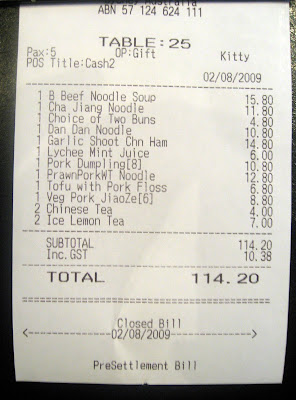 Australia
ABN 57 124 624 111
TABLE:25
Pax:5 OP:Gift Kitty
POS Title:Cash2
02/08/2009
1 B Beef Noodle Soup 15.80
1 Cha Jiang Noodle 11.80
1 Choice of Two Buns 4.80
1 Dan Dan Noodle 10.80
1 Garlic Shoot Chn Ham 14.80
1 Lychee Mint Juice 6.00
1 Pork Dumpling[8] 10.80
1 PrawnPorkWT Noodle 12.80
1 Tofu with Pork Floss 6.80
1 Veg Pork JiaoZe[6] 8.80
2 Chinese Tea 4.00
2 Ice Lemon Tea 7.00
SUBTOTAL 114.20
Inc.GST 10.38
TOTAL 114.20
Closed Bill
<---------02/08/2009--------->
PreSettlement Bill